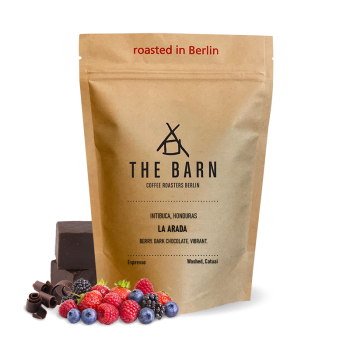 roasted in Berlin
THE BARN
COFFEE ROASTERS BERLIN
INTIBUCA, HONDURAS
LA ARADA
BERRY. DARK CHOCOLATE. VIBRANT.
Espresso Washed, Catuai